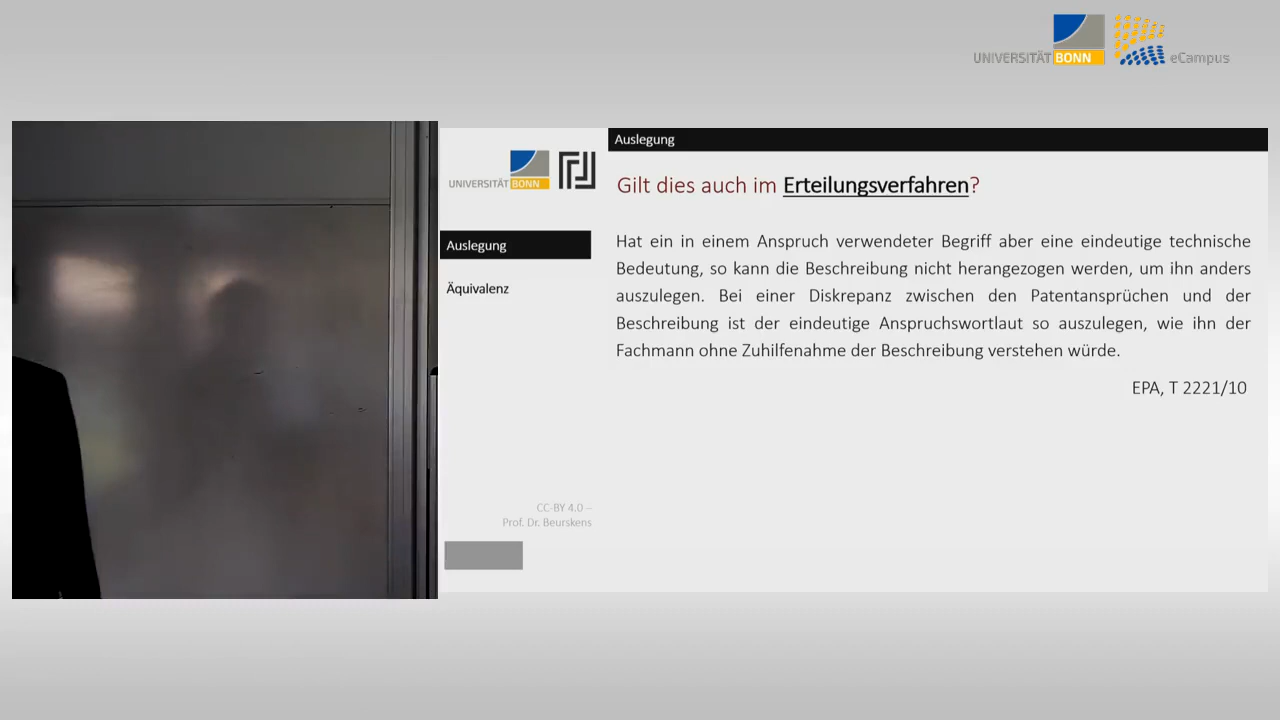 UNIVERSITÄT BONN eCampus
Auslegung
UNIVERSITÄT BONN
Gilt dies auch im Erteilungsverfahren?
Auslegung
Äquivalenz
Hat ein in einem Anspruch verwendeter Begriff aber eine eindeutige technische
Bedeutung, so kann die Beschreibung nicht herangezogen werden, um ihn anders
auszulegen. Bei einer Diskrepanz zwischen den Patentansprüchen und der
Beschreibung ist der eindeutige Anspruchswortlaut so auszulegen, wie ihn der
Fachmann ohne Zuhilfenahme der Beschreibung verstehen würde.
EPA, T 2221/10
CC-BY 4.0 –
Prof. Dr. Beurskens